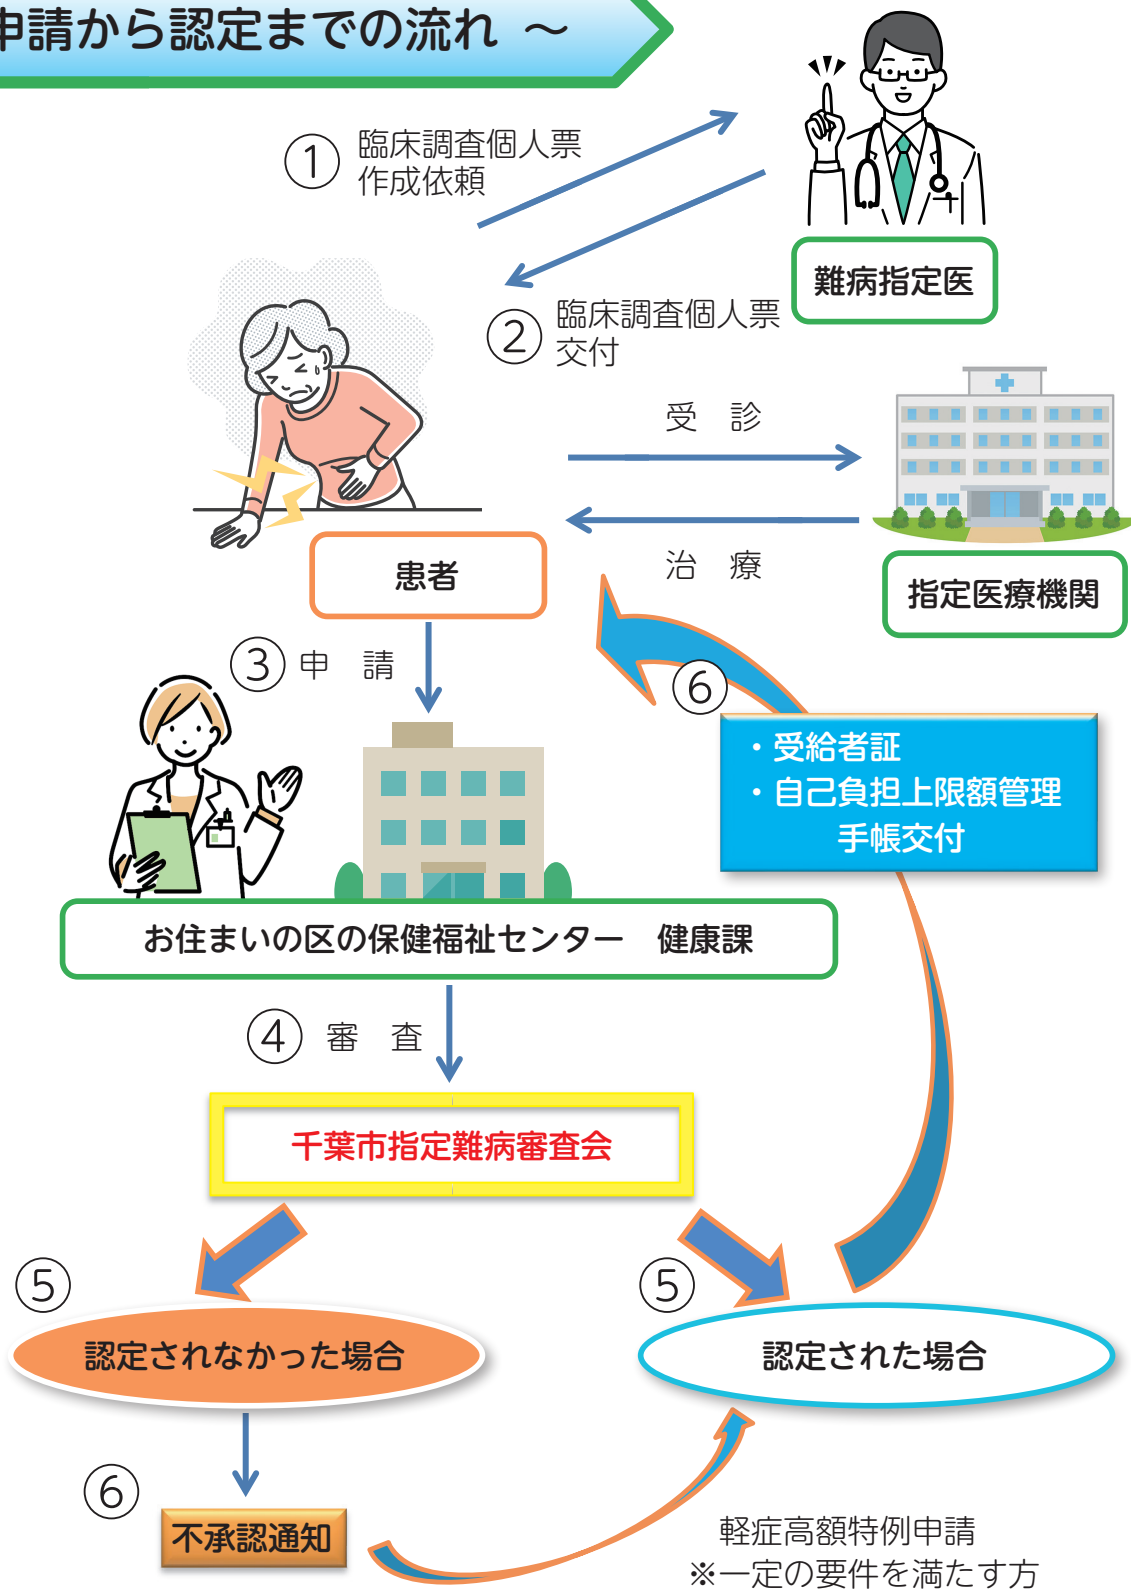 申請から認定までの流れ ～
① 臨床調査個人票
作成依頼
難病指定医
② 臨床調査個人票
交付
受　診
治　療
指定医療機関
患者
③ 申　請
⑥
・受給者証
・自己負担上限額管理
手帳交付
お住まいの区の保健福祉センター　健康課
④ 審　査
千葉市指定難病審査会
⑤
認定されなかった場合
⑤
認定された場合
⑥
不承認通知
軽症高額特例申請
※一定の要件を満たす方